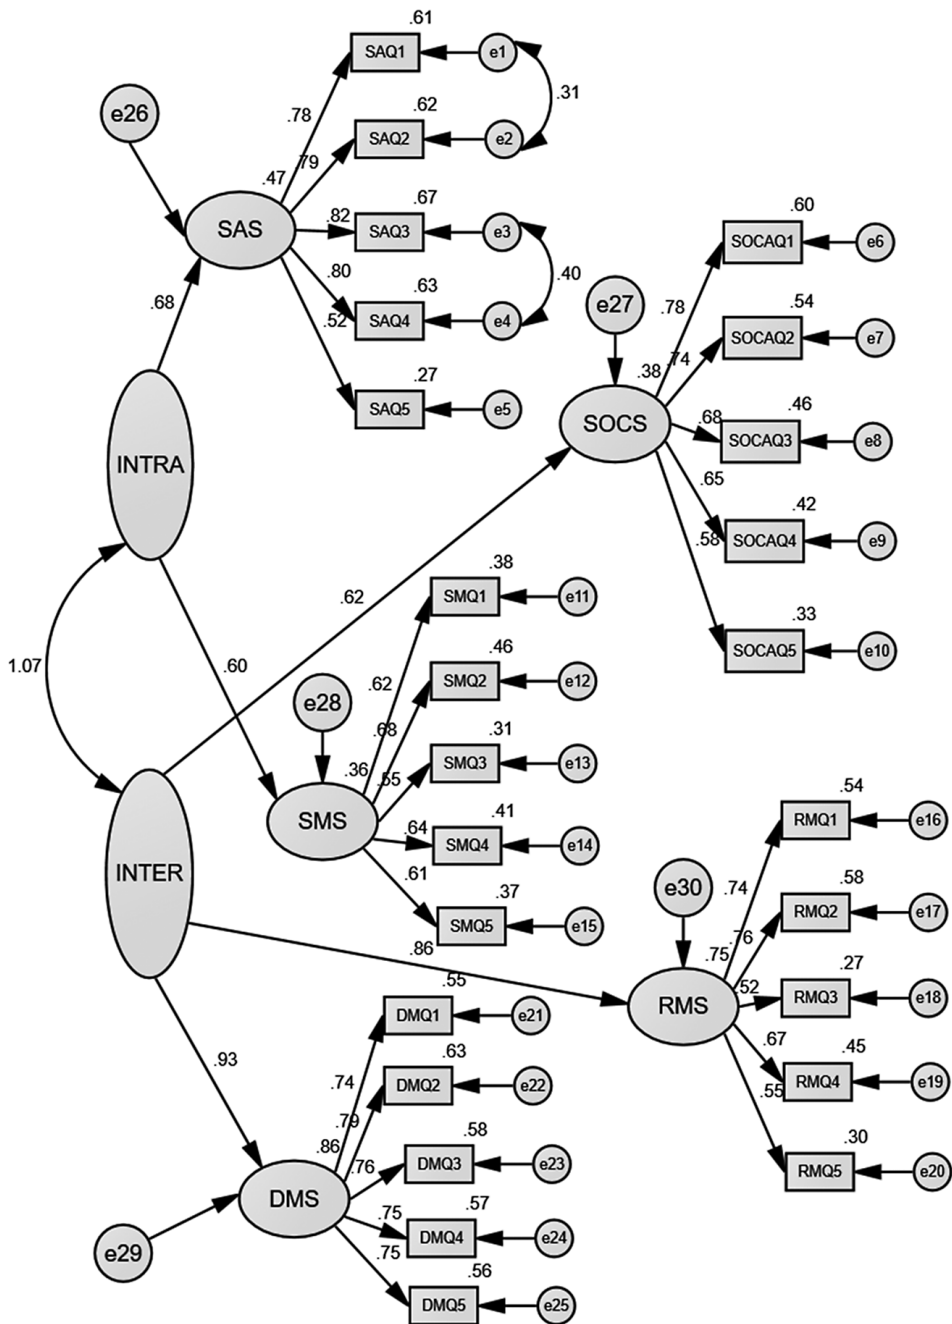 .61
SAQ1
e1
.31
.78
.62
SAQ2
e2
e26
.79
.47
SAS
.67
.82
SAQ3
e3
.40
.80
.63
SAQ4
e4
.52
.27
SAQ5
e5
.68
INTRA
.60
SOCAQ1
e6
e27
.78
.54
SOCAQ2
e7
.74
.38
SOCS
.46
.68
SOCAQ3
e8
.65
.42
.58
SOCAQ4
e9
.33
SOCAQ5
e10
.62
.38
SMQ1
e11
1.07
.60
.62
.46
SMQ2
e12
e28
.68
.36
.55
.31
SMQ3
e13
SMS
.41
.64
SMQ4
e14
.61
.37
SMQ5
e15
INTER
.86
.54
RMQ1
e16
e30
.74
.58
RMQ2
e17
.76
.75
.27
.52
RMQ3
e18
RMS
.67
.45
RMQ4
e19
.55
.30
RMQ5
e20
.93
.55
DMQ1
e21
.74
.63
DMQ2
e22
.79
.86
.58
.76
DMQ3
e23
DMS
.57
.75
DMQ4
e24
.75
.56
DMQ5
e25
e29